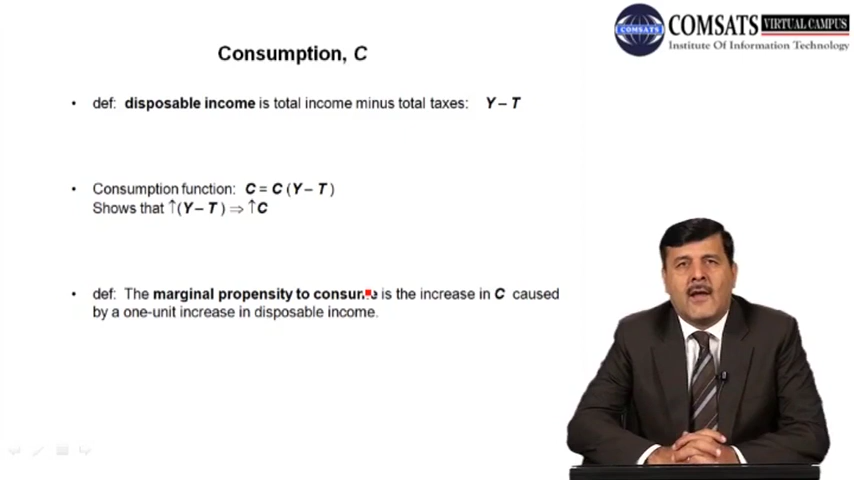 COMSATS VIRTUAL CAMPUS
Institute Of Information Technology
COMSATS
Consumption, C
• def: disposable income is total income minus total taxes: Y – T
• Consumption function: C = C (Y – T )
Shows that ↑(Y – T ) ⇒ ↑C
• def: The marginal propensity to consume is the increase in C caused
by a one-unit increase in disposable income.